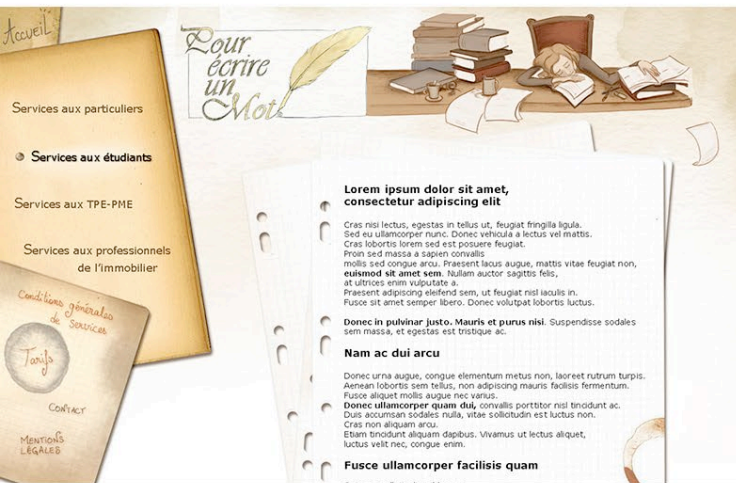 Accueil
Pour
écrire
un
Mot
Services aux particuliers
Services aux étudiants
Services aux TPE-PME
Services aux professionnels
de l'immobilier
Conditions générales
de Services
Tarifs
CONTACT
MENTIONS
LÉGALES
Lorem ipsum dolor sit amet,
consectetur adipiscing elit
Cras nisi lectus, egestas in tellus ut, feugiat fringilla ligula.
Sed eu ullamcorper nunc. Donec vehicula a lectus vel mattis.
Cras lobortis lorem sed est posuere feugiat.
Proin sed massa a sapien convallis
mollis sed congue arcu. Praesent lacus augue, mattis vitae feugiat non,
euismod sit amet sem. Nullam auctor sagittis felis,
at ultrices enim vulputate a.
Praesent adipiscing eleifend sem, ut feugiat nisl iaculis in.
Fusce sit amet semper libero. Donec volutpat lobortis luctus.
Donec in pulvinar justo. Mauris et purus nisi. Suspendisse sodales
sem massa, et egestas est tristique ac.
Nam ac dui arcu
Donec urna augue, congue elementum metus non, laoreet rutrum turpis.
Aenean lobortis sem tellus, non adipiscing mauris facilisis fermentum.
Fusce aliquet mollis augue nec varius.
Donec ullamcorper quam dui, convallis porttitor nisl tincidunt ac.
Duis accumsan sodales nulla, vitae sollicitudin est luctus non.
Cras non aliquam arcu.
Etiam tincidunt aliquam dapibus. Vivamus ut lectus aliquet,
luctus velit nec, congue enim.
Fusce ullamcorper facilisis quam